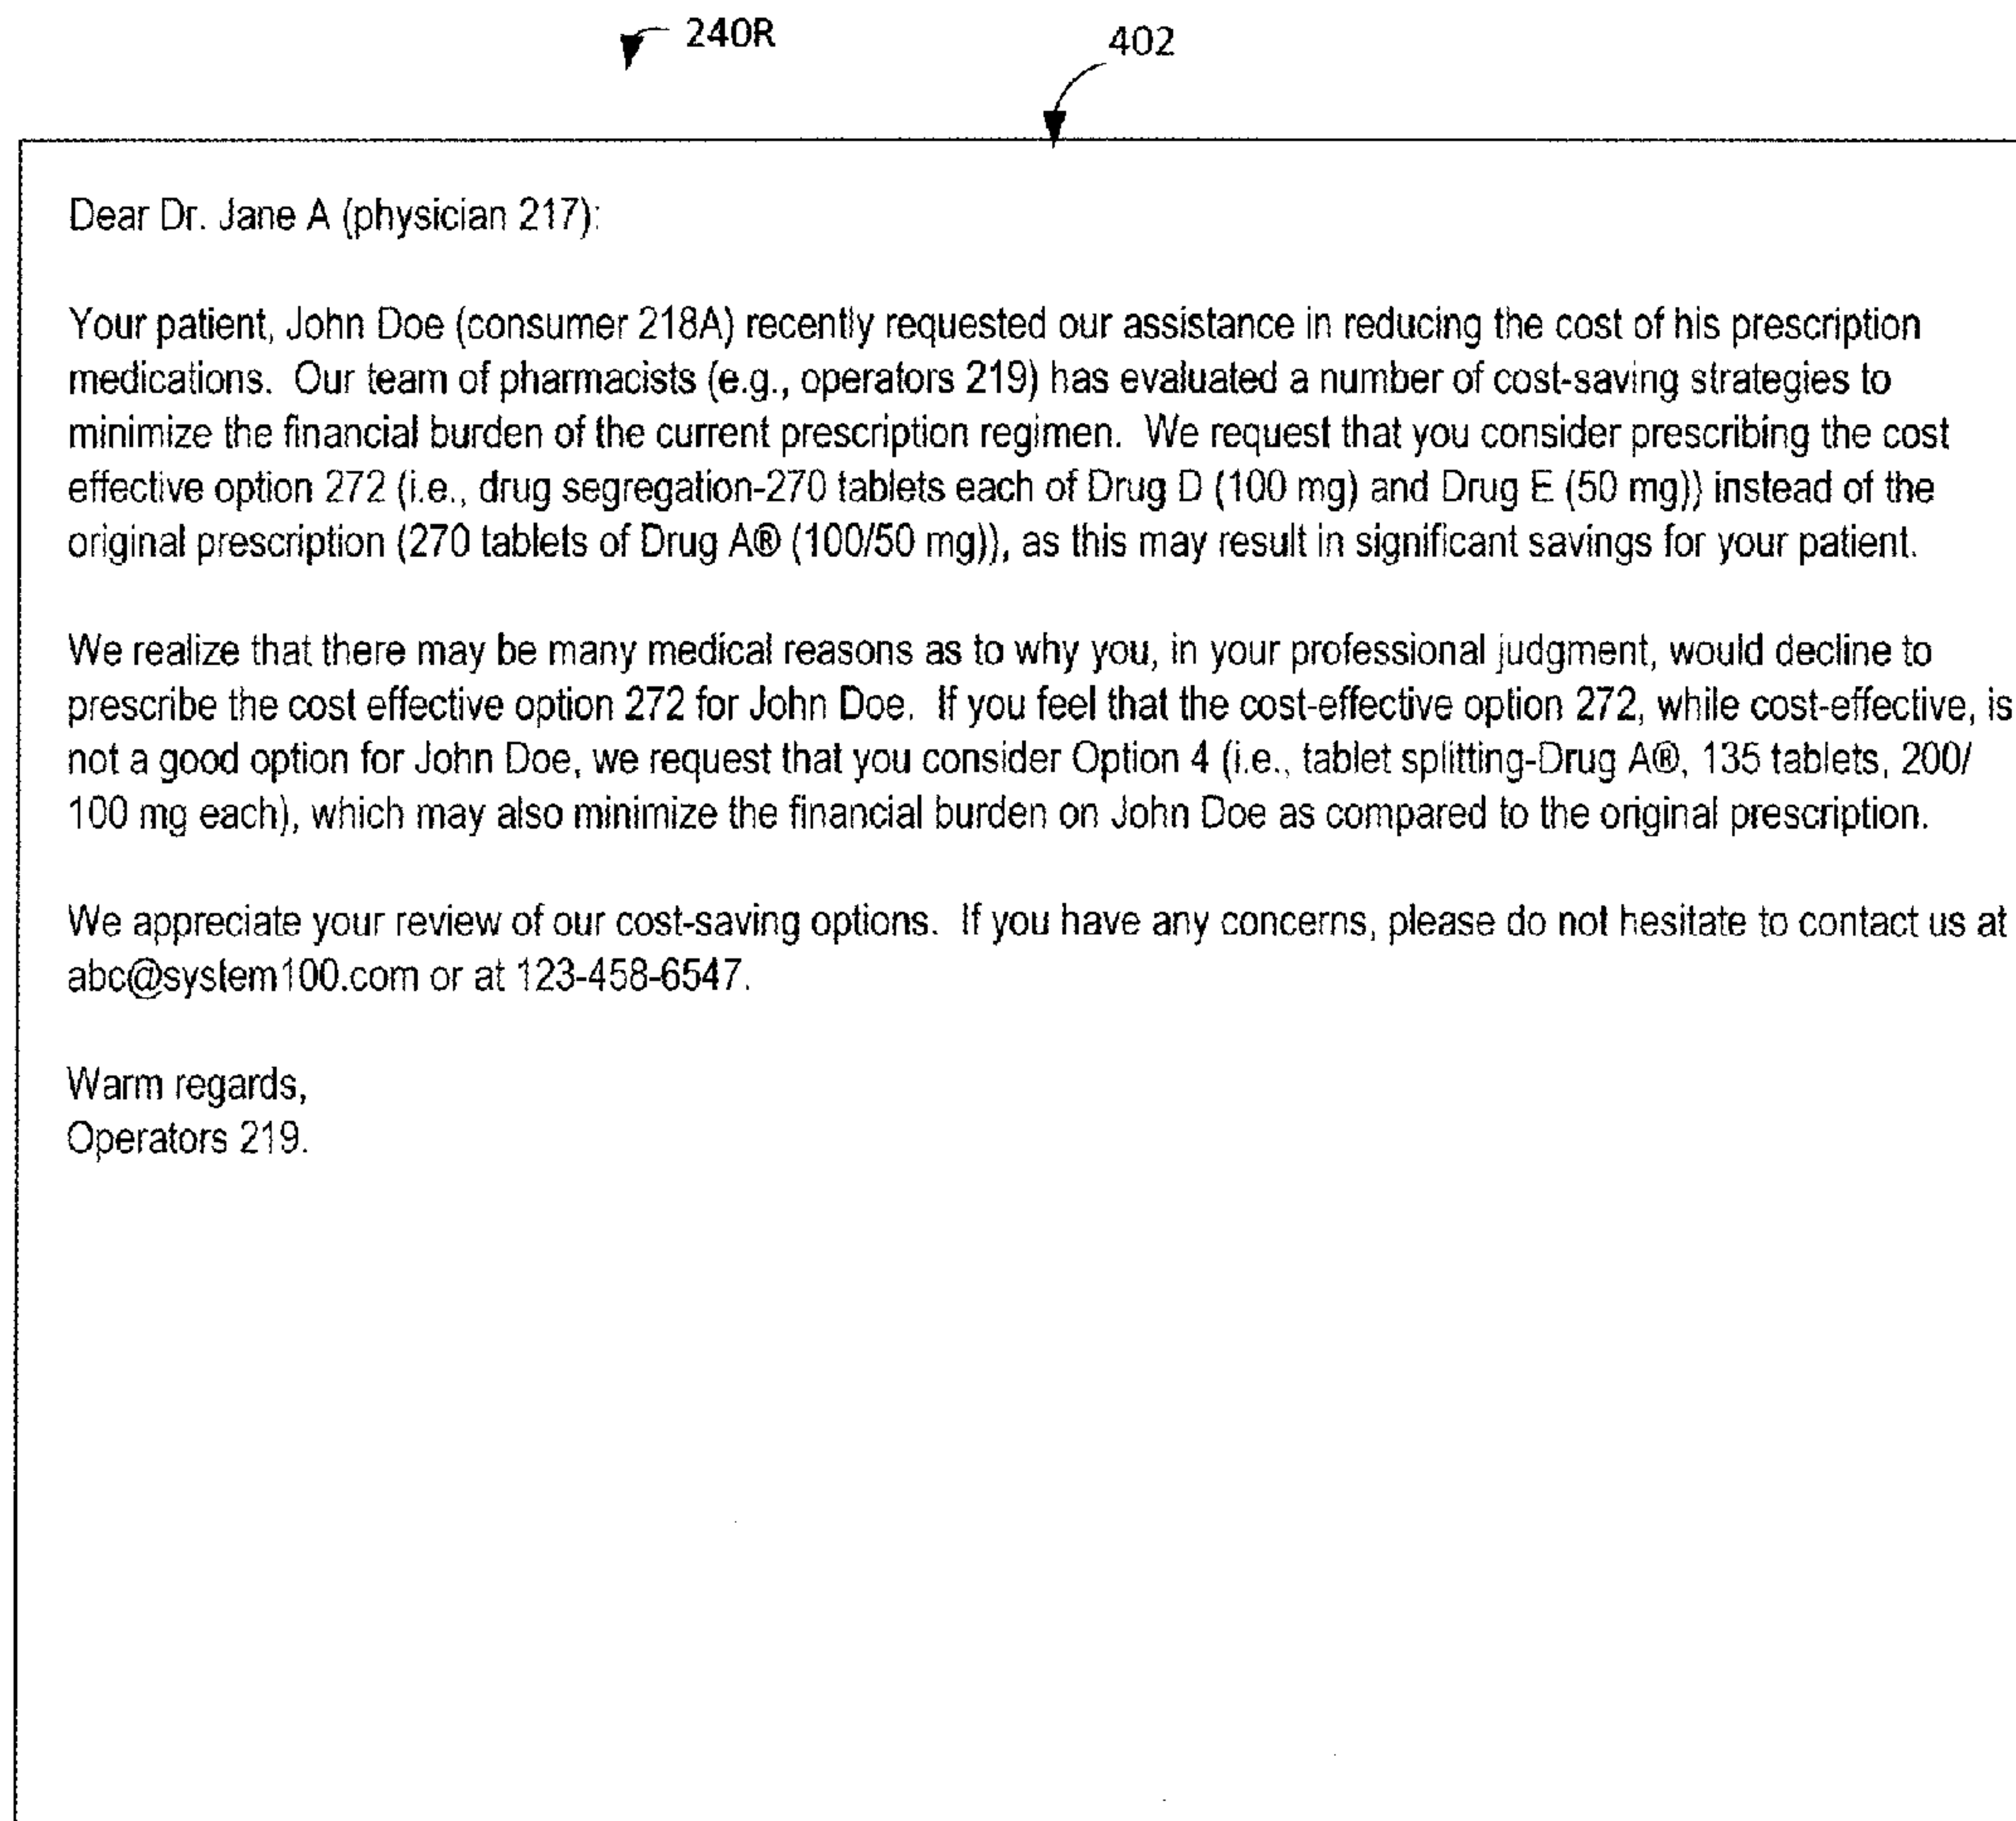 240R
402
Dear Dr. Jane A (physician 217):
Your patient, John Doe (consumer 218A) recently requested our assistance in reducing the cost of his prescription
medications. Our team of pharmacists (e.g., operators 219) has evaluated a number of cost-saving strategies to
minimize the financial burden of the current prescription regimen. We request that you consider prescribing the cost
effective option 272 (i.e., drug segregation-270 tablets each of Drug D (100 mg) and Drug E (50 mg)) instead of the
original prescription (270 tablets of Drug A® (100/50 mg)), as this may result in significant savings for your patient.
We realize that there may be many medical reasons as to why you, in your professional judgment, would decline to
prescribe the cost effective option 272 for John Doe. If you feel that the cost-effective option 272, while cost-effective, is
not a good option for John Doe, we request that you consider Option 4 (i.e., tablet splitting-Drug A®, 135 tablets, 200/
100 mg each), which may also minimize the financial burden on John Doe as compared to the original prescription.
We appreciate your review of our cost-saving options. If you have any concerns, please do not hesitate to contact us at
abc@system100.com or at 123-458-6547.
Warm regards,
Operators 219.